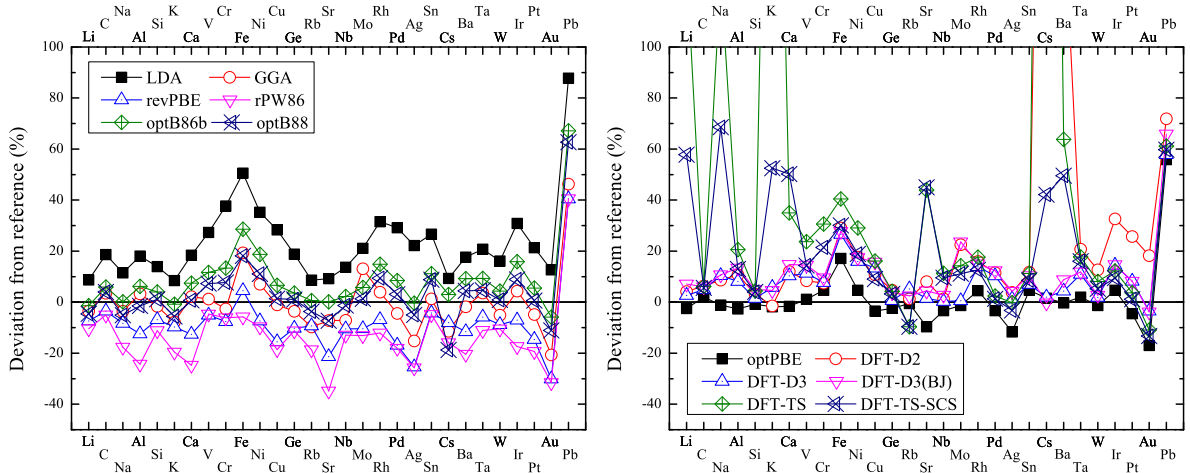 Na Si K V Cr Ni Cu Rb Sr Mo Rh Ag Sn Ba Ta Ir Pt Pb
Li C Al Ca Fe Ge Nb Pd Cs W Au
100
80
60
40
20
0
-20
-40
Deviation from reference (%)
LDA GGA
revPBE rPW86
optB86b optB88
Li Al Ca Fe Ge Nb Pd Cs W Au
C Na Si K V Cr Ni Cu Rb Sr Mo Rh Ag Sn Ba Ta Ir Pt Pb
Na Si K V Cr Ni Cu Rb Sr Mo Rh Ag Sn Ba Ta Ir Pt Pb
Li C Al Ca Fe Ge Nb Pd Cs W Au
100
80
60
40
20
0
-20
-40
Deviation from reference (%)
optPBE DFT-D2
DFT-D3 DFT-D3(BJ)
DFT-TS DFT-TS-SCS
Li Al Ca Fe Ge Nb Pd Cs W Au
C Na Si K V Cr Ni Cu Rb Sr Mo Rh Ag Sn Ba Ta Ir Pt Pb